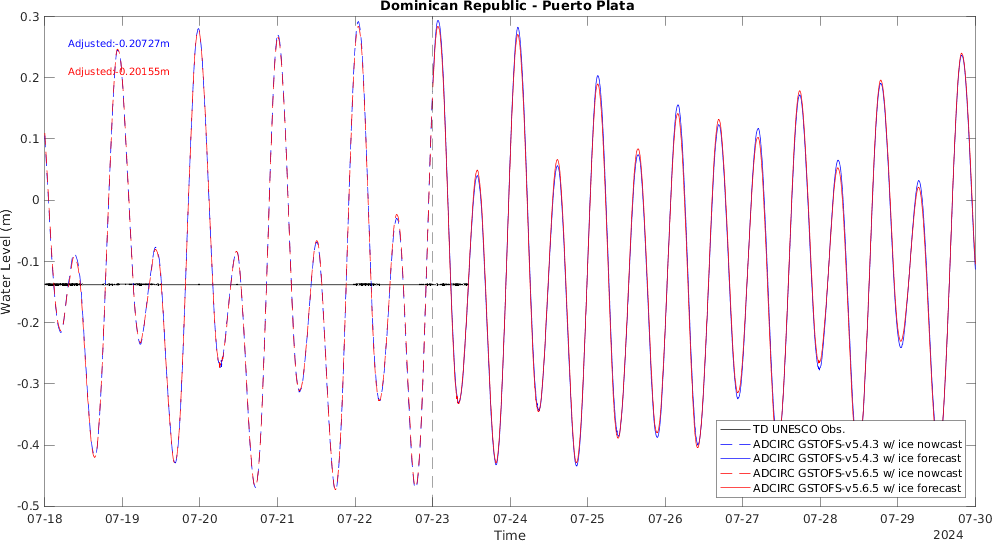 Dominican Republic - Puerto Plata
Adjusted:-0.20727m
Adjusted:-0.20155m
Water Level (m)
0.3
0.2
0.1
0
-0.1
-0.2
-0.3
-0.4
-0.5
TD UNESCO Obs.
ADCIRC GSTOFS-v5.4.3 w/ ice nowcast
ADCIRC GSTOFS-v5.4.3 w/ ice forecast
ADCIRC GSTOFS-v5.6.5 w/ ice nowcast
ADCIRC GSTOFS-v5.6.5 w/ ice forecast
07-18 07-19 07-20 07-21 07-22 07-23 07-24 07-25 07-26 07-27 07-28 07-29 07-30
Time
2024